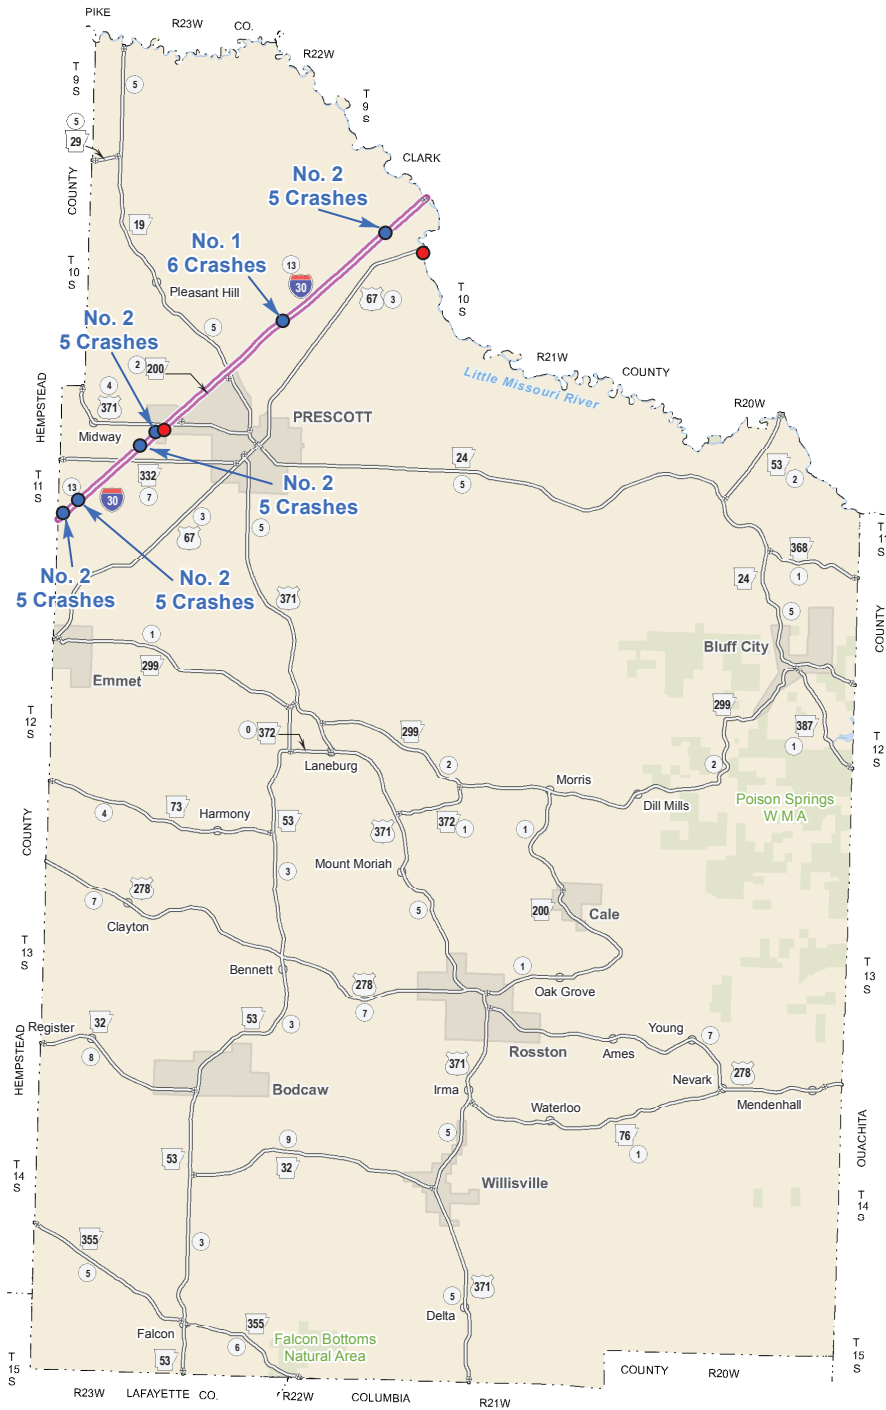 PIKE
R23W
CO.
R22W
T
9
S
5
T
9
S
5
29
CLARK
No. 2
5 Crashes
COUNTY
19
No. 1
6 Crashes
T
10
S
13
30
Pleasant Hill
67
3
T
10
S
No. 2
5 Crashes
5
R21W
COUNTY
2
200
Little Missouri River
4
371
HEMPSTEAD
R20W
PRESCOTT
Midway
24
53
2
T
11
S
332
7
5
13
30
No. 2
5 Crashes
3
67
5
T
11
S
368
1
24
No. 2
5 Crashes
No. 2
5 Crashes
371
5
COUNTY
1
299
Bluff City
Emmet
T
12
S
0
372
299
299
387
1
T
12
S
Laneburg
2
2
Morris
Dill Mills
Poison Springs
W M A
4
73
Harmony
53
371
372
1
1
COUNTY
3
Mount Moriah
278
7
Clayton
5
200
Cale
T
13
S
Bennett
278
7
1
Oak Grove
T
13
S
HEMPSTEAD
Register
32
8
53
3
Rosston
Young
7
Ames
371
Nevark
278
Bodcaw
Irma
Mendenhall
Waterloo
76
1
OUACHITA
5
9
32
53
T
14
S
Willisville
T
14
S
355
5
3
371
5
Delta
355
6
Falcon
Falcon Bottoms
Natural Area
53
T
15
S
T
15
S
COUNTY
R20W
R23W
LAFAYETTE
CO.
R22W
COLUMBIA
R21W